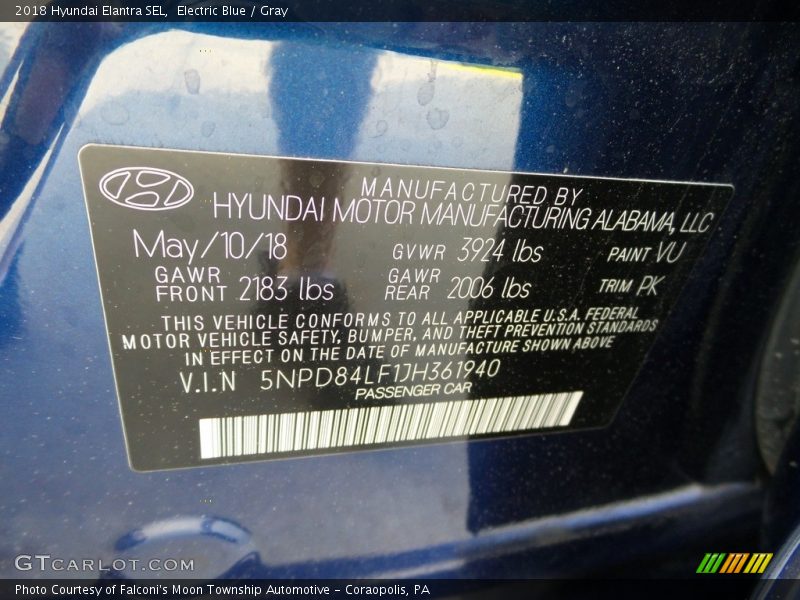 2018 Hyundai Elantra SEL, Electric Blue / Gray
MANUFACTURED BY
HYUNDAI MOTOR MANUFACTURING ALABAMA, LLC
May/10/18 GVWR 3924 lbs PAINT VU
GAWR FRONT 2183 lbs GAWR REAR 2006 lbs TRIM PK
THIS VEHICLE CONFORMS TO ALL APPLICABLE U.S.A. FEDERAL
MOTOR VEHICLE SAFETY, BUMPER, AND THEFT PREVENTION STANDARDS
IN EFFECT ON THE DATE OF MANUFACTURE SHOWN ABOVE
V.I.N 5NPD84LF1JH361940
PASSENGER CAR
GTCARLOT.COM
Photo Courtesy of Falconi's Moon Township Automotive - Coraopolis, PA